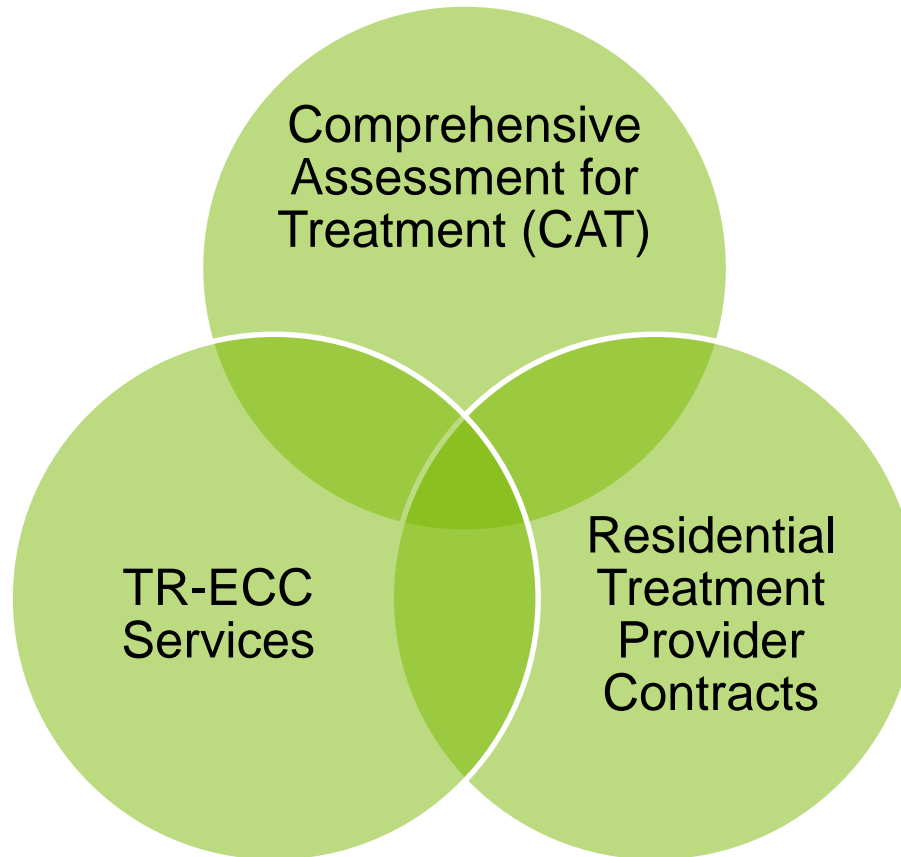 Comprehensive
Assessment for
Treatment (CAT)
TR-ECC
Services
Residential
Treatment
Provider
Contracts